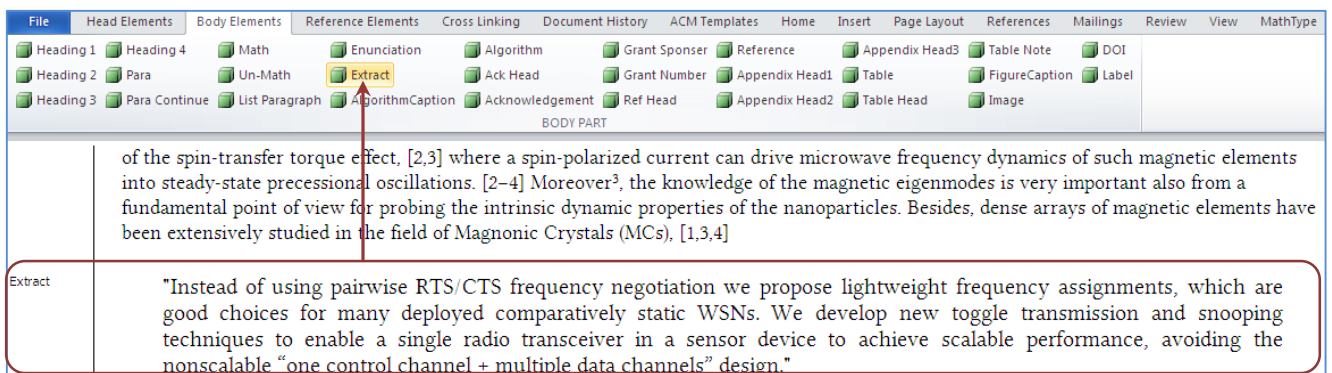 File Head Elements Body Elements Reference Elements Cross Linking Document History ACM Templates Home Insert Page Layout References Mailings Review View MathType
Heading 1 Heading 4 Math Enunciation Algorithm Grant Sponser Reference Appendix Head3 Table Note DOI
Heading 2 Para Un-Math Extract Ack Head Grant Number Appendix Head1 Table FigureCaption Label
Heading 3 Para Continue List Paragraph AlgorithmCaption Acknowledgement Ref Head Appendix Head2 Table Head Image
BODY PART
of the spin-transfer torque effect, [2,3] where a spin-polarized current can drive microwave frequency dynamics of such magnetic elements
into steady-state precessional oscillations. [2–4] Moreover³, the knowledge of the magnetic eigenmodes is very important also from a
fundamental point of view for probing the intrinsic dynamic properties of the nanoparticles. Besides, dense arrays of magnetic elements have
been extensively studied in the field of Magnonic Crystals (MCs), [1,3,4]
Extract "Instead of using pairwise RTS/CTS frequency negotiation we propose lightweight frequency assignments, which are
good choices for many deployed comparatively static WSNs. We develop new toggle transmission and snooping
techniques to enable a single radio transceiver in a sensor device to achieve scalable performance, avoiding the
nonscalable “one control channel + multiple data channels” design."